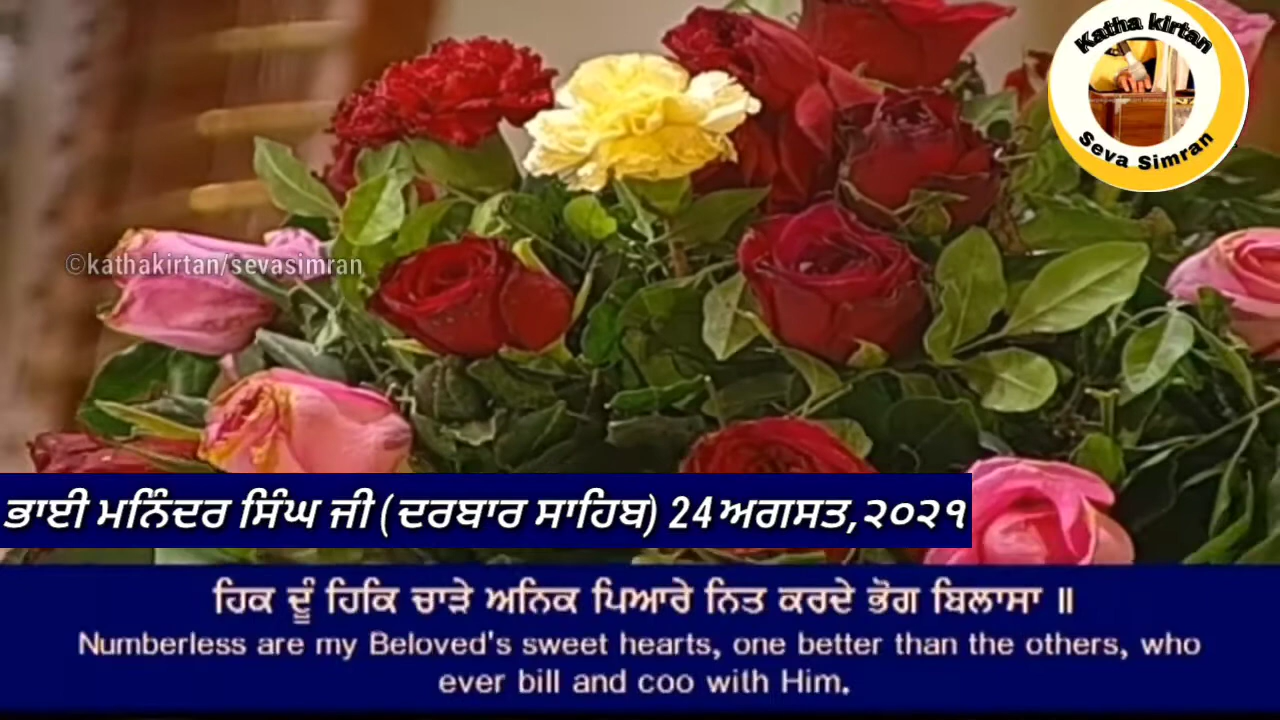 Katha kirtan
Seva Simran
©kathakirtan/sevasimran
ਭਾਈ ਮਨਿੰਦਰ ਸਿੰਘ ਜੀ (ਦਰਬਾਰ ਸਾਹਿਬ) 24 ਅਗਸਤ,੨੦੨੧
ਹਿਕ ਦੂੰ ਹਿਕਿ ਚਾੜੇ ਅਨਿਕ ਪਿਆਰੇ ਨਿਤ ਕਰਦੇ ਭੋਗ ਬਿਲਾਸਾ ॥
Numberless are my Beloved's sweet hearts, one better than the others, who
ever bill and coo with Him.